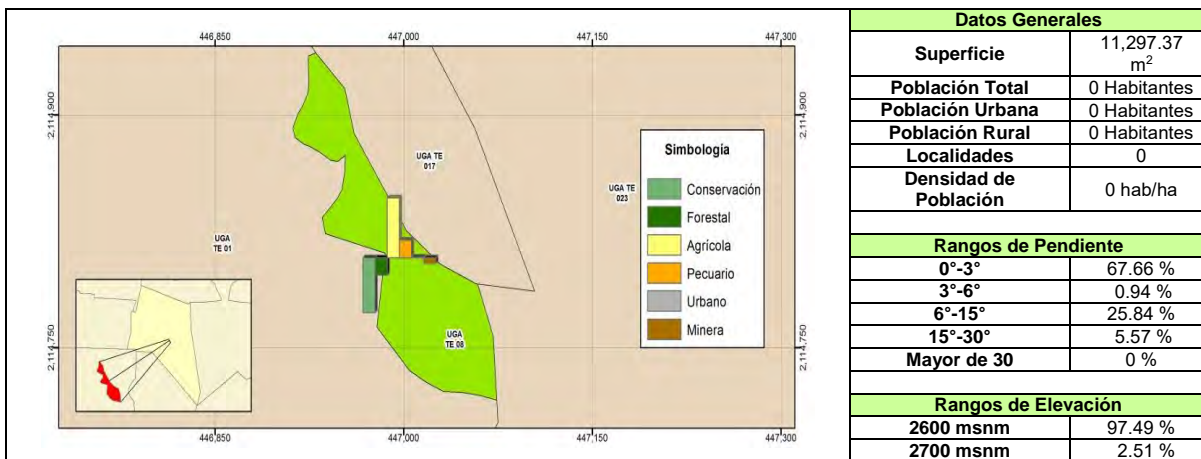 446,850 447,000 447,150 447,300
2,114,900 2,114,900
UGA TE
017
UGA TE
023
UGA
TE 01
UGA
TE 08
Simbología
Conservación
Forestal
Agrícola
Pecuario
Urbano
Minera
2,114,750 2,114,750
446,850 447,000 447,150 447,300
Datos Generales
Superficie 11,297.37
m²
Población Total 0 Habitantes
Población Urbana 0 Habitantes
Población Rural 0 Habitantes
Localidades 0
Densidad de
Población 0 hab/ha
Rangos de Pendiente
0°-3° 67.66 %
3°-6° 0.94 %
6°-15° 25.84 %
15°-30° 5.57 %
Mayor de 30 0 %
Rangos de Elevación
2600 msnm 97.49 %
2700 msnm 2.51 %